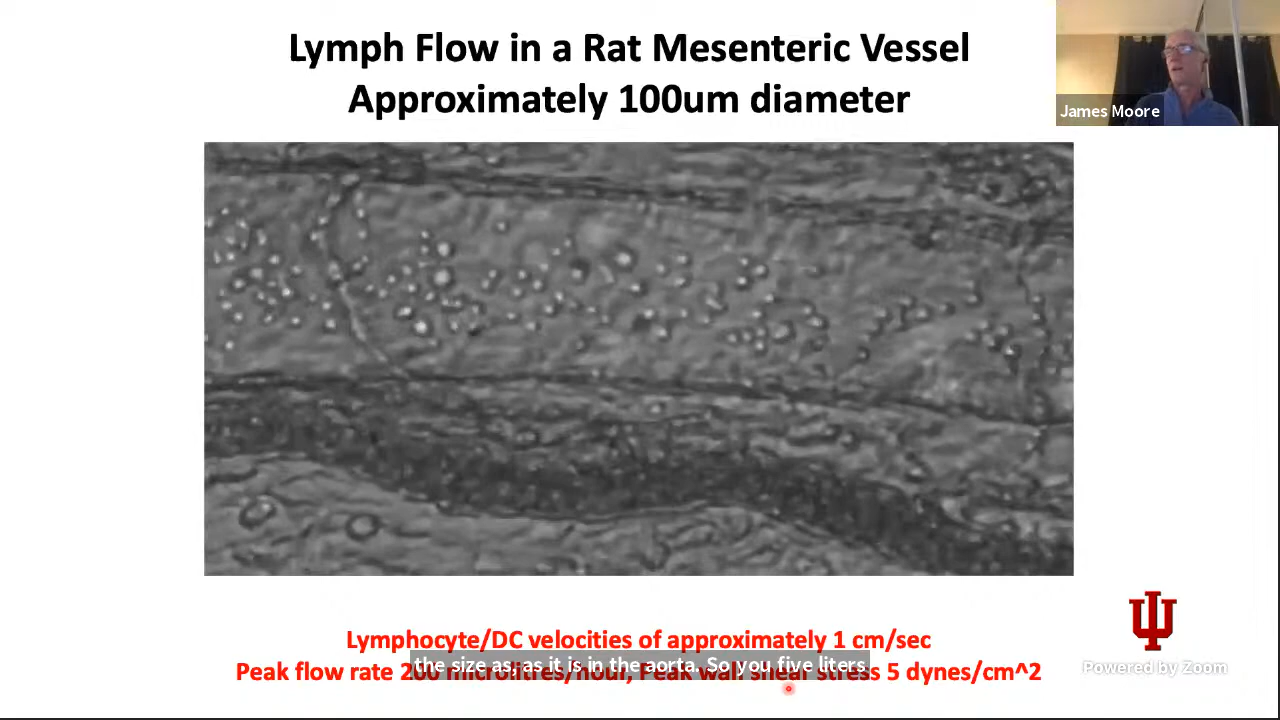 Lymph Flow in a Rat Mesenteric Vessel
Approximately 100um diameter
James Moore
Lymphocyte/DC velocities of approximately 1 cm/sec
the size as, as it is in the aorta. So you five liters
Peak flow rate 200 microlitres/hour, Peak wall shear stress 5 dynes/cm^2
Powered by Zoom